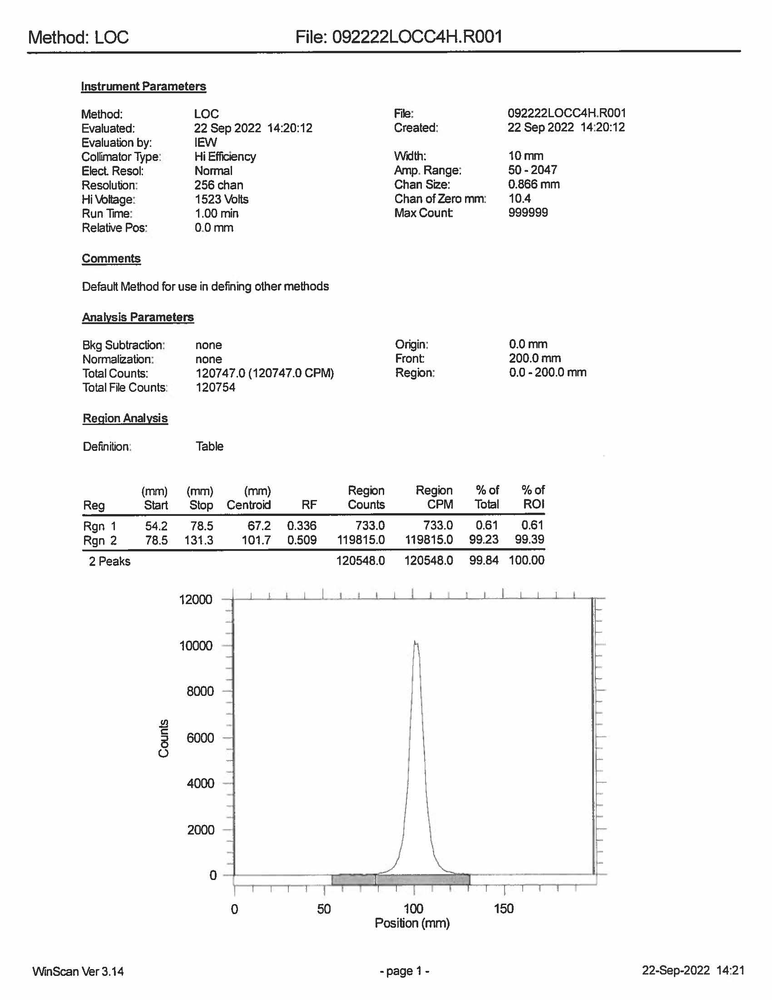 Method: LOC File: 092222LOCC4H.R001
Instrument Parameters
Method: LOC File: 092222LOCC4H.R001
Evaluated: 22 Sep 2022 14:20:12 Created: 22 Sep 2022 14:20:12
Evaluation by: IEW
Collimator Type: Hi Efficiency Width: 10 mm
Elect. Resol: Normal Amp. Range: 50 - 2047
Resolution: 256 chan Chan Size: 0.866 mm
Hi Voltage: 1523 Volts Chan of Zero mm: 10.4
Run Time: 1.00 min Max Count: 999999
Relative Pos: 0.0 mm
Comments
Default Method for use in defining other methods
Analysis Parameters
Bkg Subtraction: none Origin: 0.0 mm
Normalization: none Front: 200.0 mm
Total Counts: 120747.0 (120747.0 CPM) Region: 0.0 - 200.0 mm
Total File Counts: 120754
Region Analysis
Definition: Table
(mm) (mm) (mm) Region Region % of % of
Reg Start Stop Centroid RF Counts CPM Total ROI
Rgn 1 54.2 78.5 67.2 0.336 733.0 733.0 0.61 0.61
Rgn 2 78.5 131.3 101.7 0.509 119815.0 119815.0 99.23 99.39
2 Peaks 120548.0 120548.0 99.84 100.00
12000
10000
8000
6000
4000
2000
0
Counts
0 50 100 150
Position (mm)
WinScan Ver 3.14 - page 1 - 22-Sep-2022 14:21